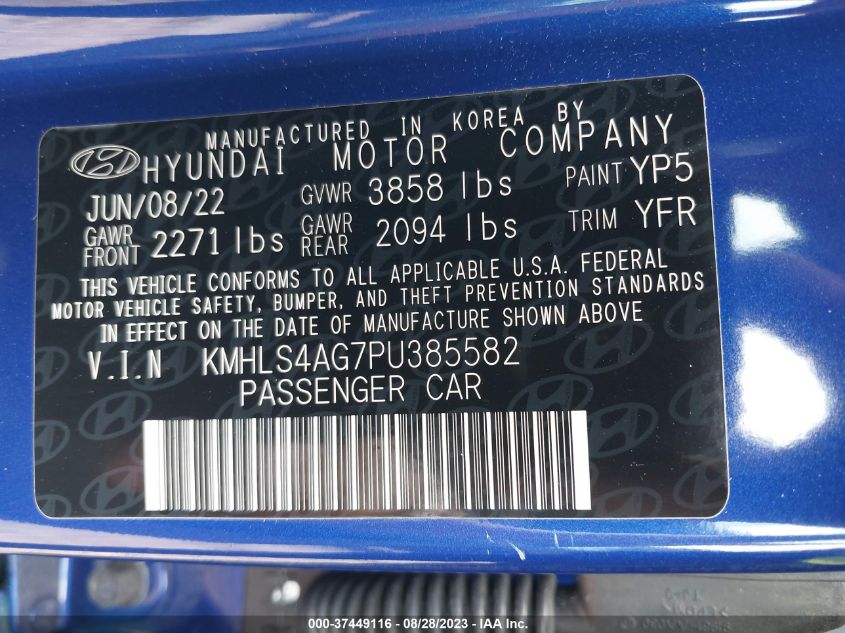 MANUFACTURED IN KOREA BY
HYUNDAI MOTOR COMPANY
JUN/08/22 GVWR 3858 lbs PAINT YP5
GAWR FRONT 2271 lbs GAWR REAR 2094 lbs TRIM YFR
THIS VEHICLE CONFORMS TO ALL APPLICABLE U.S.A. FEDERAL
MOTOR VEHICLE SAFETY, BUMPER, AND THEFT PREVENTION STANDARDS
IN EFFECT ON THE DATE OF MANUFACTURE SHOWN ABOVE
V.I.N KMHLS4AG7PU385582
PASSENGER CAR
000-37449116 - 08/28/2023 - IAA Inc.